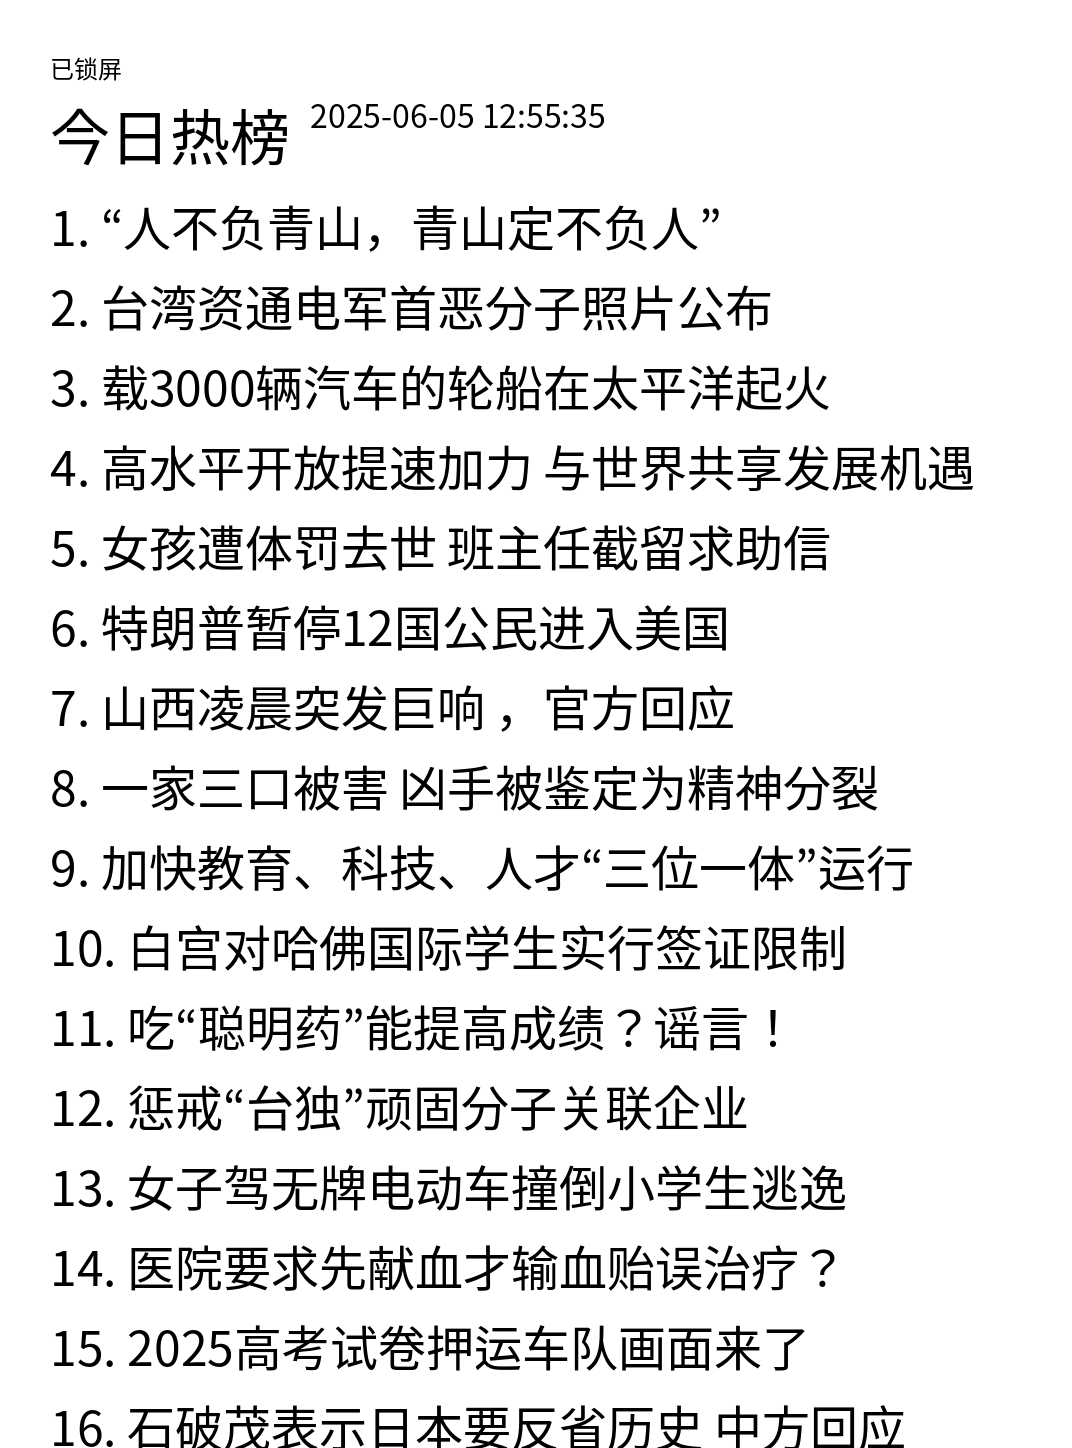 已锁屏
今日热榜 2025-06-05 12:55:35
1. “人不负青山，青山定不负人”
2. 台湾资通电军首恶分子照片公布
3. 载3000辆汽车的轮船在太平洋起火
4. 高水平开放提速加力 与世界共享发展机遇
5. 女孩遭体罚去世 班主任截留求助信
6. 特朗普暂停12国公民进入美国
7. 山西凌晨突发巨响 ，官方回应
8. 一家三口被害 凶手被鉴定为精神分裂
9. 加快教育、科技、人才“三位一体”运行
10. 白宫对哈佛国际学生实行签证限制
11. 吃“聪明药”能提高成绩？谣言！
12. 惩戒“台独”顽固分子关联企业
13. 女子驾无牌电动车撞倒小学生逃逸
14. 医院要求先献血才输血贻误治疗？
15. 2025高考试卷押运车队画面来了
16. 石破茂表示日本要反省历史 中方回应